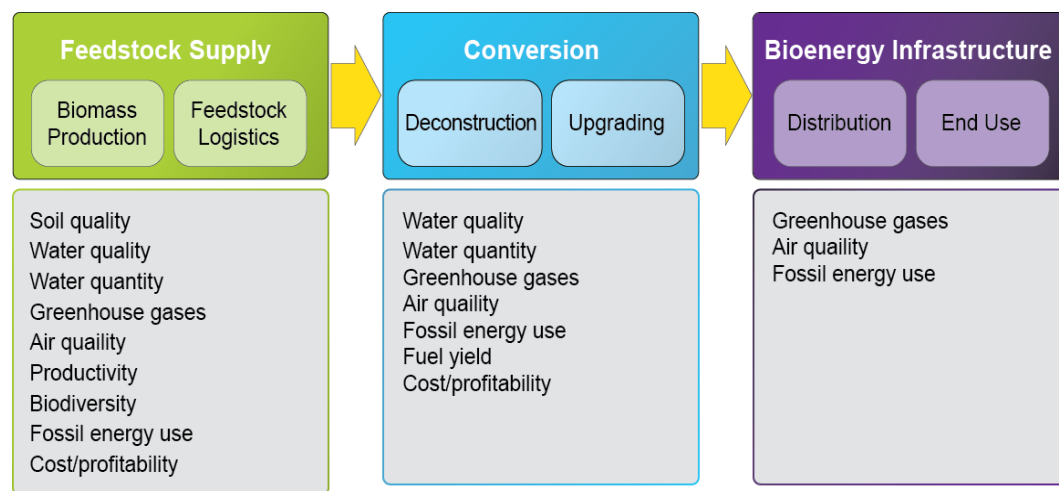 Feedstock Supply
Biomass
Production
Feedstock
Logistics
Soil quality
Water quality
Water quantity
Greenhouse gases
Air quaility
Productivity
Biodiversity
Fossil energy use
Cost/profitability
Conversion
Deconstruction
Upgrading
Water quality
Water quantity
Greenhouse gases
Air quaility
Fossil energy use
Fuel yield
Cost/profitability
Bioenergy Infrastructure
Distribution
End Use
Greenhouse gases
Air quaility
Fossil energy use